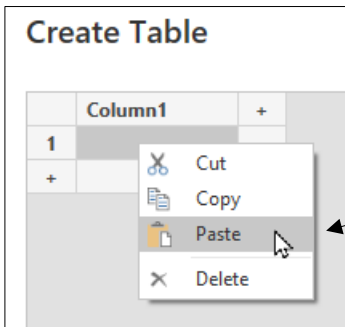 Create Table
Column1 +
1
+
Cut
Copy
Paste
Delete